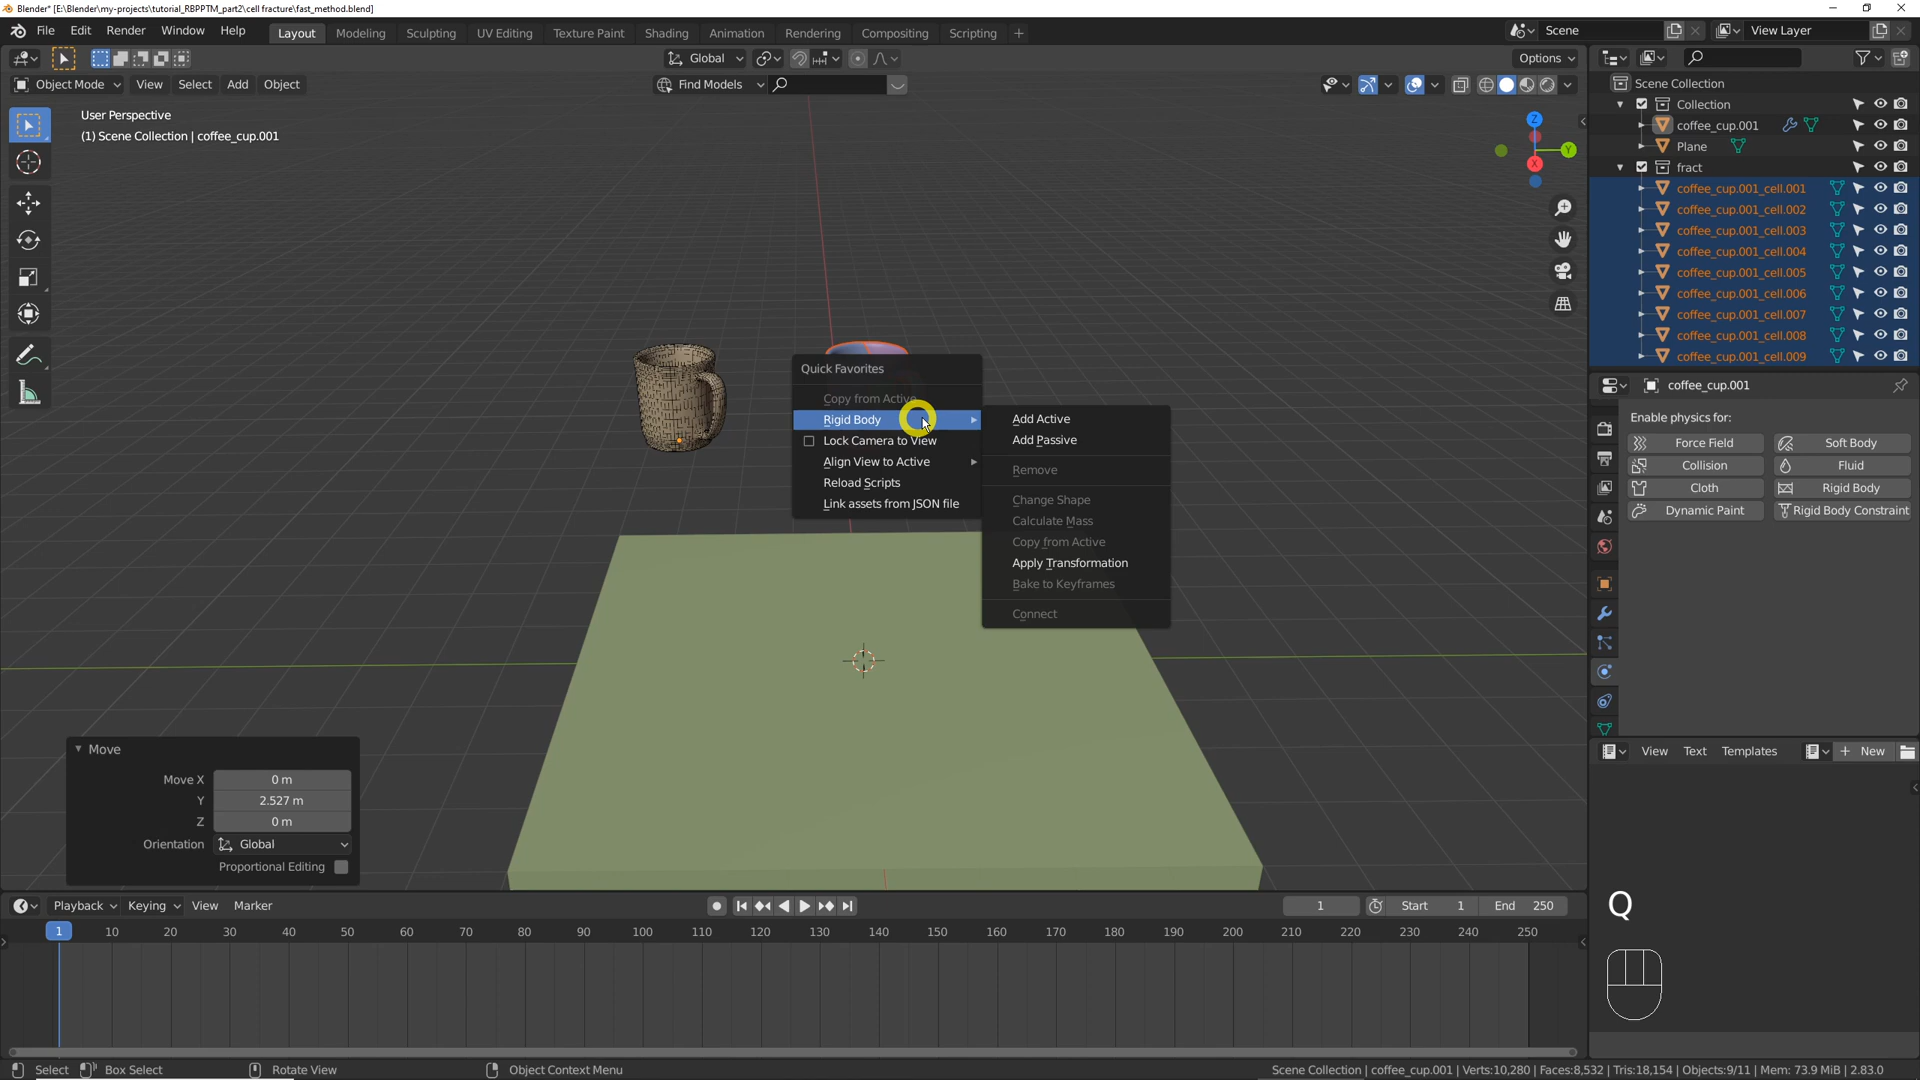 Blender* [E:\Blender\my-projects\tutorial_RBPPTM_part2\cell fracture\fast_method.blend]
File Edit Render Window Help Layout Modeling Sculpting UV Editing Texture Paint Shading Animation Rendering Compositing Scripting + Scene View Layer
Global Options
Object Mode View Select Add Object Find Models
User Perspective
(1) Scene Collection | coffee_cup.001
Z
Y
X
Scene Collection
Collection
coffee_cup.001
Plane
fract
coffee_cup.001_cell.001
coffee_cup.001_cell.002
coffee_cup.001_cell.003
coffee_cup.001_cell.004
coffee_cup.001_cell.005
coffee_cup.001_cell.006
coffee_cup.001_cell.007
coffee_cup.001_cell.008
coffee_cup.001_cell.009
Quick Favorites
Copy from Active
Rigid Body
Lock Camera to View
Align View to Active
Reload Scripts
Link assets from JSON file
Add Active
Add Passive
Remove
Change Shape
Calculate Mass
Copy from Active
Apply Transformation
Bake to Keyframes
Connect
coffee_cup.001
Enable physics for:
Force Field Soft Body
Collision Fluid
Cloth Rigid Body
Dynamic Paint Rigid Body Constraint
Move
Move X 0 m
Y 2.527 m
Z 0 m
Orientation Global
Proportional Editing
View Text Templates + New
Q
Playback Keying View Marker 1 Start 1 End 250
1 10 20 30 40 50 60 70 80 90 100 110 120 130 140 150 160 170 180 190 200 210 220 230 240 250
Select Box Select Rotate View Object Context Menu Scene Collection | coffee_cup.001 | Verts:10,280 | Faces:8,532 | Tris:18,154 | Objects:9/11 | Mem: 73.9 MiB | 2.83.0